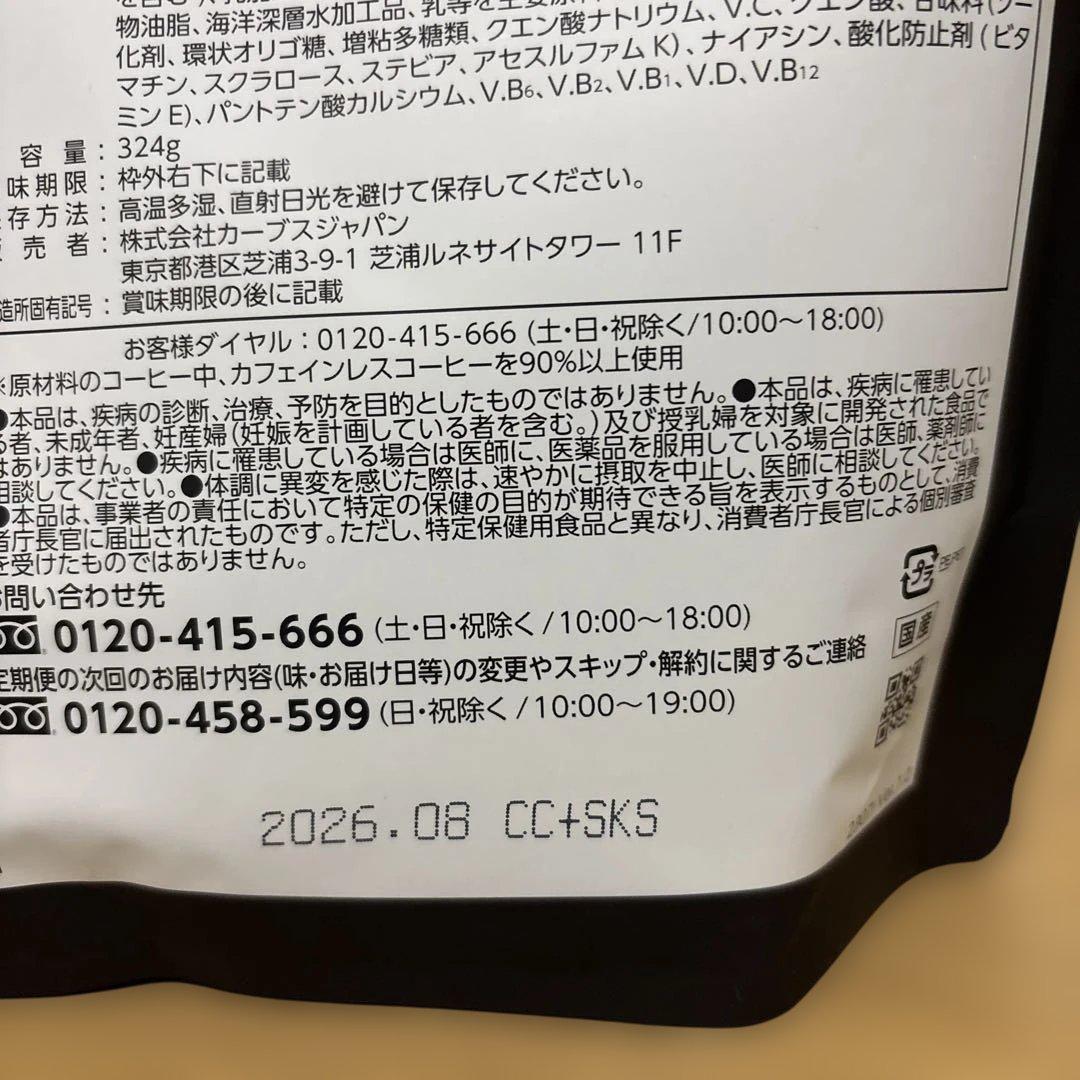 物油脂、海洋深層水加工品、乳等を主要原
化剤、環状オリゴ糖、増粘多糖類、クエン酸ナトリウム、V.C、クエン酸、甘味料(ソー
マチン、スクラロース、ステビア、アセスルファムK)、ナイアシン、酸化防止剤(ビタ
ミンE)、パントテン酸カルシウム、V.B6、V.B2、V.B1、V.D、V.B12
容量：324g
味期限：枠外右下に記載
存方法：高温多湿、直射日光を避けて保存してください。
売者：株式会社カーブスジャパン
東京都港区芝浦3-9-1 芝浦ルネサイトタワー 11F
造所固有記号：賞味期限の後に記載
お客様ダイヤル：0120-415-666 (土・日・祝除く/10:00〜18:00)
※原材料のコーヒー中、カフェインレスコーヒーを90%以上使用
●本品は、疾病の診断、治療、予防を目的としたものではありません。●本品は、疾病に罹患してい
る者、未成年者、妊産婦(妊娠を計画している者を含む。)及び授乳婦を対象に開発された食品で
はありません。●疾病に罹患している場合は医師に、医薬品を服用している場合は医師、薬剤師に
相談してください。●体調に異変を感じた際は、速やかに摂取を中止し、医師に相談してください。
●本品は、事業者の責任において特定の保健の目的が期待できる旨を表示するものとして、消費
者庁長官に届出されたものです。ただし、特定保健用食品と異なり、消費者庁長官による個別審査
を受けたものではありません。
お問い合わせ先
0120-415-666 (土・日・祝除く/10:00〜18:00)
定期便の次回のお届け内容(味・お届け日等)の変更やスキップ・解約に関するご連絡
0120-458-599 (日・祝除く/10:00〜19:00)
プラ
国産
2026.08 CC+SKS